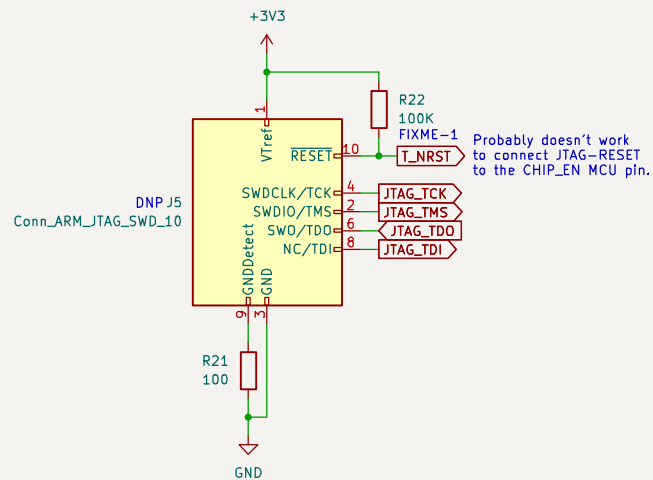 +3V3
1
VTref
R22
100K
FIXME-1
RESET
10
T_NRST
Probably doesn't work
to connect JTAG-RESET
to the CHIP_EN MCU pin.
SWDCLK/TCK
4
JTAG_TCK
DNP J5
SWDIO/TMS
2
JTAG_TMS
Conn_ARM_JTAG_SWD_10
SWO/TDO
6
JTAG_TDO
NC/TDI
8
JTAG_TDI
GNDDetect
GND
9
3
R21
100
GND